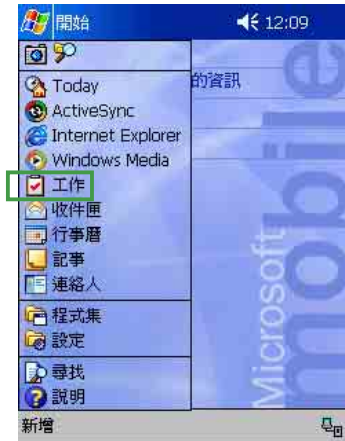 開始 12:09
Today
的資訊
ActiveSync
Internet Explorer
Windows Media
工作
收件匣
行事曆
記事
連絡人
程式集
設定
尋找
說明
新增
Microsoft
mobile